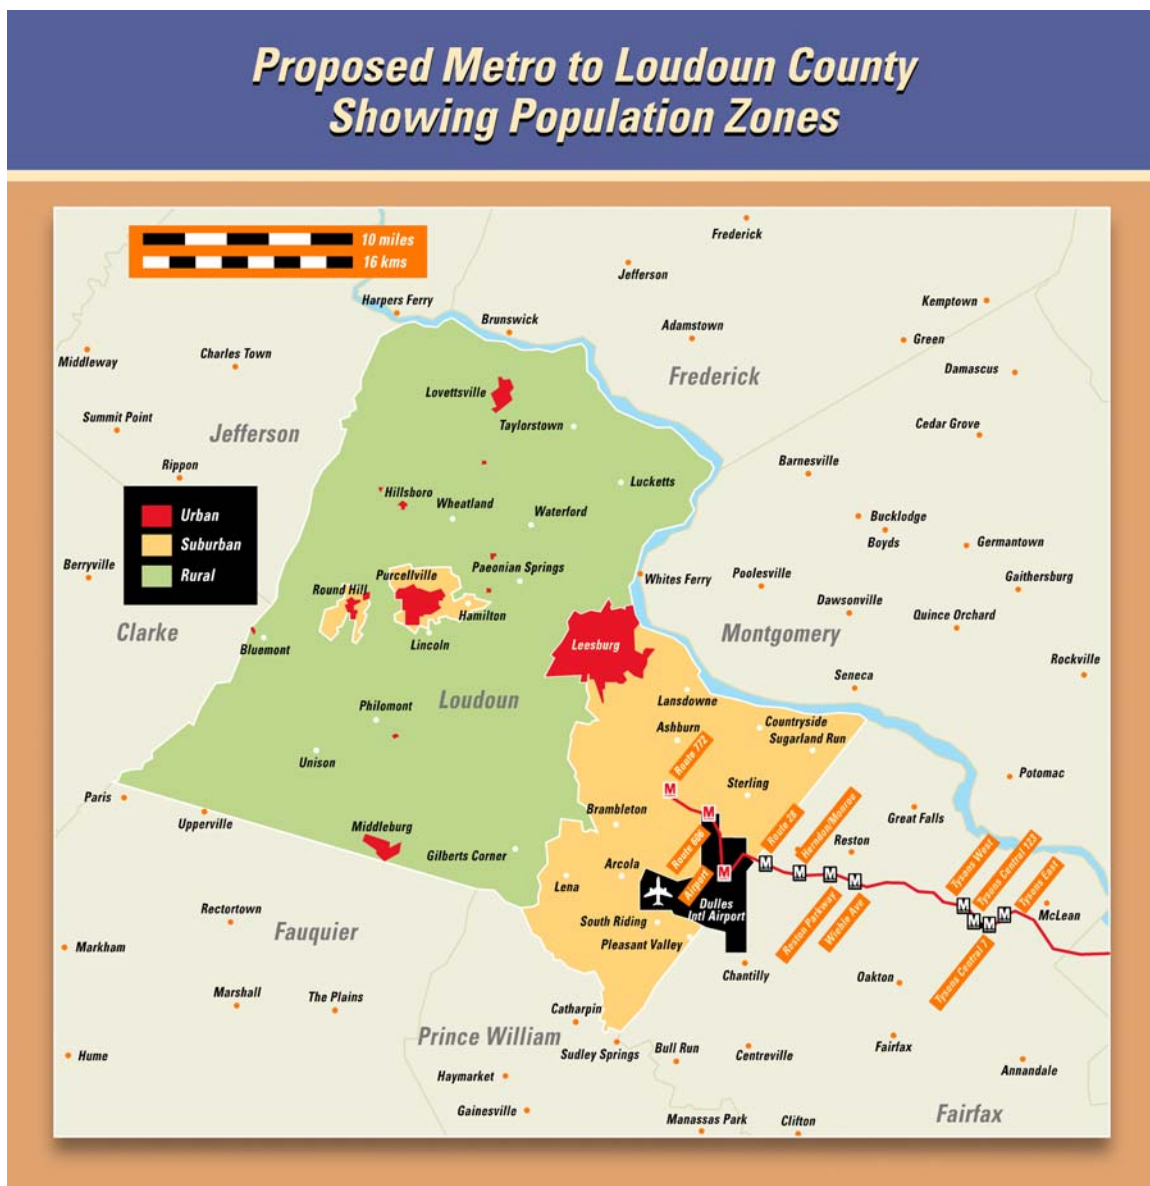 Proposed Metro to Loudoun County
Showing Population Zones
10 miles
16 kms
Frederick
Jefferson
Harpers Ferry
Kemptown
Brunswick
Adamstown
Green
Middleway
Charles Town
Damascus
Frederick
Lovettsville
Summit Point
Taylorstown
Cedar Grove
Jefferson
Rippon
Barnesville
Lucketts
Hillsboro
Wheatland
Waterford
Urban
Suburban
Rural
Bucklodge
Boyds
Germantown
Berryville
Paeonian Springs
Purcellville
Whites Ferry
Poolesville
Gaithersburg
Round Hill
Hamilton
Dawsonville
Quince Orchard
Clarke
Montgomery
Bluemont
Lincoln
Leesburg
Rockville
Seneca
Loudoun
Lansdowne
Philomont
Ashburn
Countryside
Sugarland Run
Unison
Route 772
Sterling
Potomac
Paris
Upperville
Brambleton
Great Falls
Middleburg
Gilberts Corner
Route 606
Route 28
Herndon/Monroe
Reston
Tysons West
Tysons Central 123
Tysons East
Arcola
Lena
Airport
Dulles
Intl Airport
Reston Parkway
Wiehle Ave
McLean
Rectortown
South Riding
Fauquier
Pleasant Valley
Markham
Tysons Central 7
Chantilly
Oakton
Marshall
The Plains
Catharpin
Prince William
Sudley Springs
Bull Run
Centreville
Fairfax
Hume
Annandale
Haymarket
Gainesville
Manassas Park
Clifton
Fairfax
M
M
M
M
M
M
M
M
M
M
M